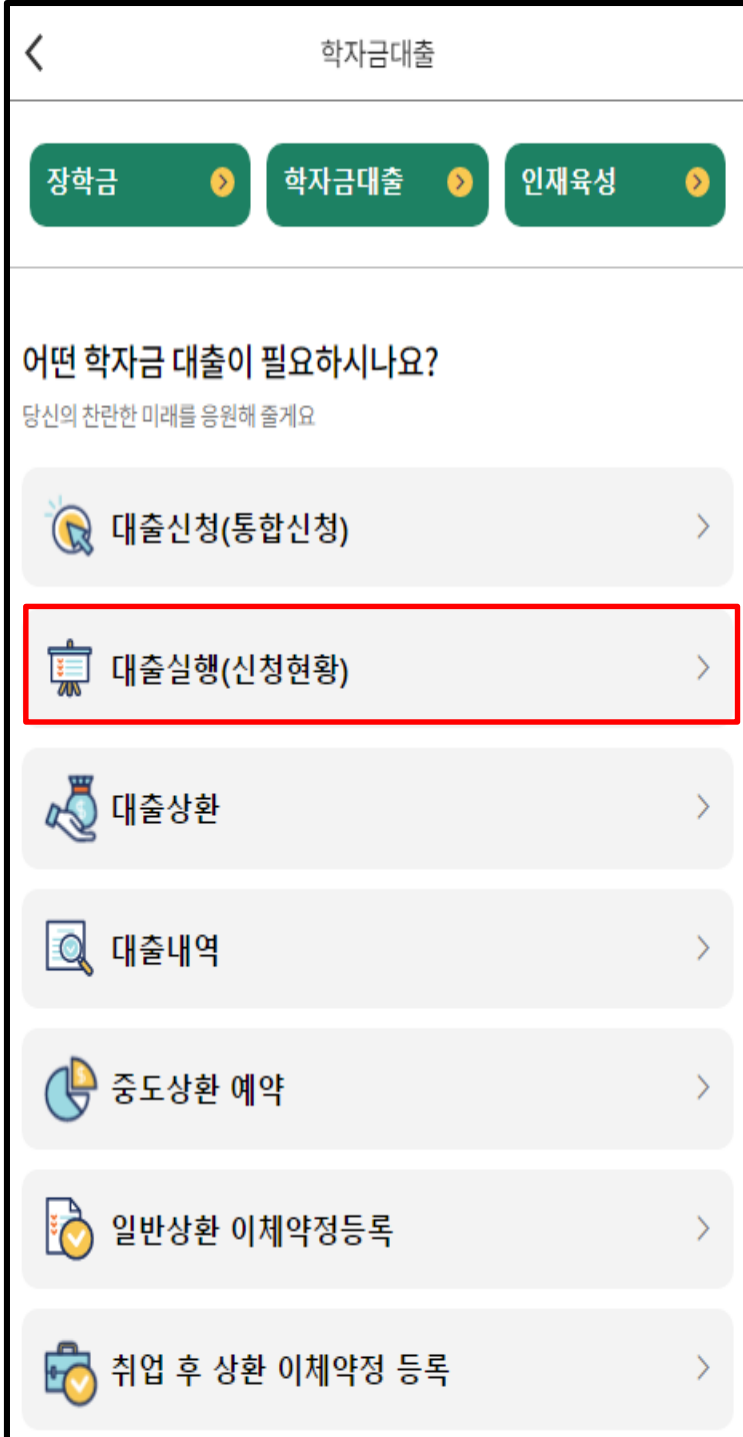 학자금대출
장학금
학자금대출
인재육성
어떤 학자금 대출이 필요하시나요?
당신의 찬란한 미래를 응원해 줄게요
대출신청(통합신청)
대출실행(신청현황)
대출상환
대출내역
중도상환 예약
일반상환 이체약정등록
취업 후 상환 이체약정 등록